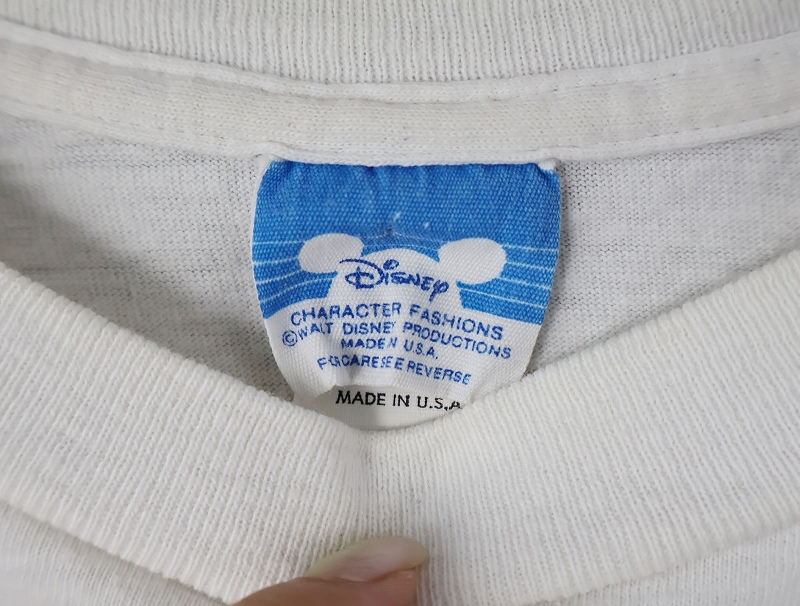 Disney
CHARACTER FASHIONS
©WALT DISNEY PRODUCTIONS
MADE IN U.S.A.
FOR CARE SEE REVERSE
MADE IN U.S.A.